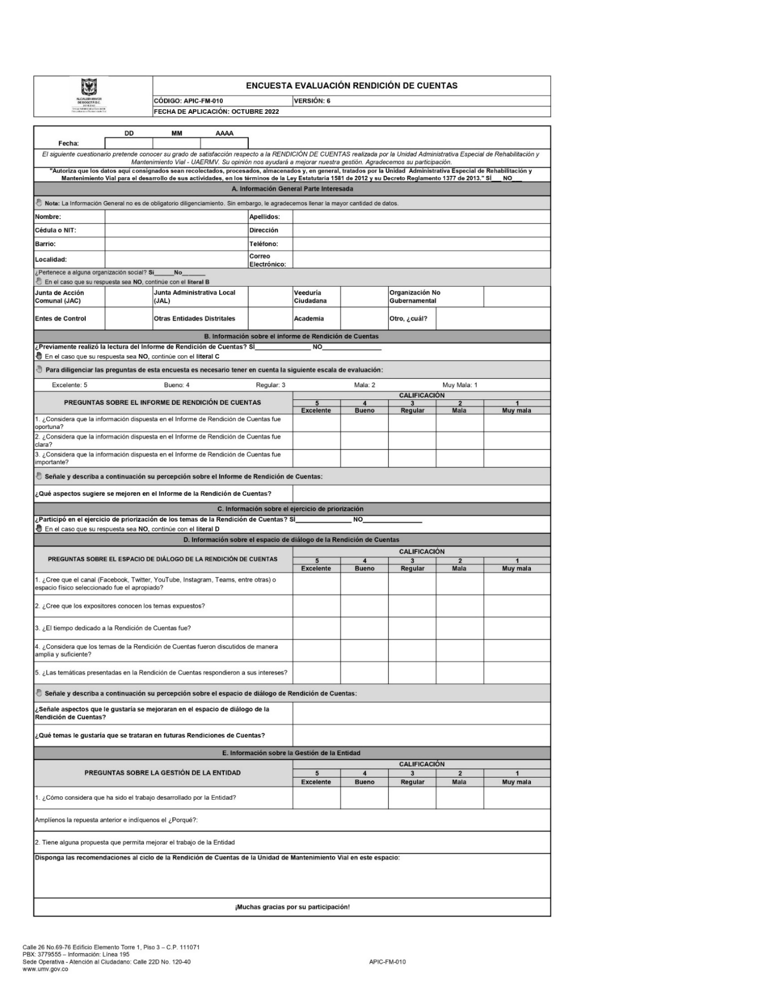 ALCALDÍA MAYOR
DE BOGOTÁ D.C.
ENCUESTA EVALUACIÓN RENDICIÓN DE CUENTAS
CÓDIGO: APIC-FM-010
VERSIÓN: 6
FECHA DE APLICACIÓN: OCTUBRE 2022
DD MM AAAA
Fecha:
El siguiente cuestionario pretende conocer su grado de satisfacción respecto a la RENDICIÓN DE CUENTAS realizada por la Unidad Administrativa Especial de Rehabilitación y
Mantenimiento Vial - UAERMV. Su opinión nos ayudará a mejorar nuestra gestión. Agradecemos su participación.
"Autoriza que los datos aquí consignados sean recolectados, procesados, almacenados y, en general, tratados por la Unidad Administrativa Especial de Rehabilitación y
Mantenimiento Vial para el desarrollo de sus actividades, en los términos de la Ley Estatutaria 1581 de 2012 y su Decreto Reglamento 1377 de 2013." SÍ___ NO___
A. Información General Parte Interesada
Nota: La Información General no es de obligatorio diligenciamiento. Sin embargo, le agradecemos llenar la mayor cantidad de datos.
Nombre: Apellidos:
Cédula o NIT: Dirección
Barrio: Teléfono:
Localidad: Correo
Electrónico:
¿Pertenece a alguna organización social? Sí______No_______
En el caso que su respuesta sea NO, continúe con el literal B
Junta de Acción Junta Administrativa Local Veeduría Organización No
Comunal (JAC) (JAL) Ciudadana Gubernamental
Entes de Control Otras Entidades Distritales Academia Otro, ¿cuál?
B. Información sobre el informe de Rendición de Cuentas
¿Previamente realizó la lectura del Informe de Rendición de Cuentas? SÍ_________________ NO__________________
En el caso que su respuesta sea NO, continúe con el literal C
Para diligenciar las preguntas de esta encuesta es necesario tener en cuenta la siguiente escala de evaluación:
Excelente: 5 Bueno: 4 Regular: 3 Mala: 2 Muy Mala: 1
PREGUNTAS SOBRE EL INFORME DE RENDICIÓN DE CUENTAS
CALIFICACIÓN
5 4 3 2 1
Excelente Bueno Regular Mala Muy mala
1. ¿Considera que la información dispuesta en el Informe de Rendición de Cuentas fue
oportuna?
2. ¿Considera que la información dispuesta en el Informe de Rendición de Cuentas fue
clara?
3. ¿Considera que la información dispuesta en el Informe de Rendición de Cuentas fue
importante?
Señale y describa a continuación su percepción sobre el Informe de Rendición de Cuentas:
¿Qué aspectos sugiere se mejoren en el Informe de la Rendición de Cuentas?
C. Información sobre el ejercicio de priorización
¿Participó en el ejercicio de priorización de los temas de la Rendición de Cuentas? SÍ_________________ NO__________________
En el caso que su respuesta sea NO, continúe con el literal D
D. Información sobre el espacio de diálogo de la Rendición de Cuentas
PREGUNTAS SOBRE EL ESPACIO DE DIÁLOGO DE LA RENDICIÓN DE CUENTAS
CALIFICACIÓN
5 4 3 2 1
Excelente Bueno Regular Mala Muy mala
1. ¿Cree que el canal (Facebook, Twitter, YouTube, Instagram, Teams, entre otras) o
espacio físico seleccionado fue el apropiado?
2. ¿Cree que los expositores conocen los temas expuestos?
3. ¿El tiempo dedicado a la Rendición de Cuentas fue?
4. ¿Considera que los temas de la Rendición de Cuentas fueron discutidos de manera
amplia y suficiente?
5. ¿Las temáticas presentadas en la Rendición de Cuentas respondieron a sus intereses?
Señale y describa a continuación su percepción sobre el espacio de diálogo de Rendición de Cuentas:
¿Señale aspectos que le gustaría se mejoraran en el espacio de diálogo de la
Rendición de Cuentas?
¿Qué temas le gustaría que se trataran en futuras Rendiciones de Cuentas?
E. Información sobre la Gestión de la Entidad
PREGUNTAS SOBRE LA GESTIÓN DE LA ENTIDAD
CALIFICACIÓN
5 4 3 2 1
Excelente Bueno Regular Mala Muy mala
1. ¿Cómo considera que ha sido el trabajo desarrollado por la Entidad?
Amplíenos la repuesta anterior e indíquenos el ¿Porqué?:
2. Tiene alguna propuesta que permita mejorar el trabajo de la Entidad
Disponga las recomendaciones al ciclo de la Rendición de Cuentas de la Unidad de Mantenimiento Vial en este espacio:
¡Muchas gracias por su participación!
Calle 26 No.69-76 Edificio Elemento Torre 1, Piso 3 – C.P. 111071
PBX: 3779555 – Información: Línea 195
Sede Operativa - Atención al Ciudadano: Calle 22D No. 120-40
APIC-FM-010
www.umv.gov.co